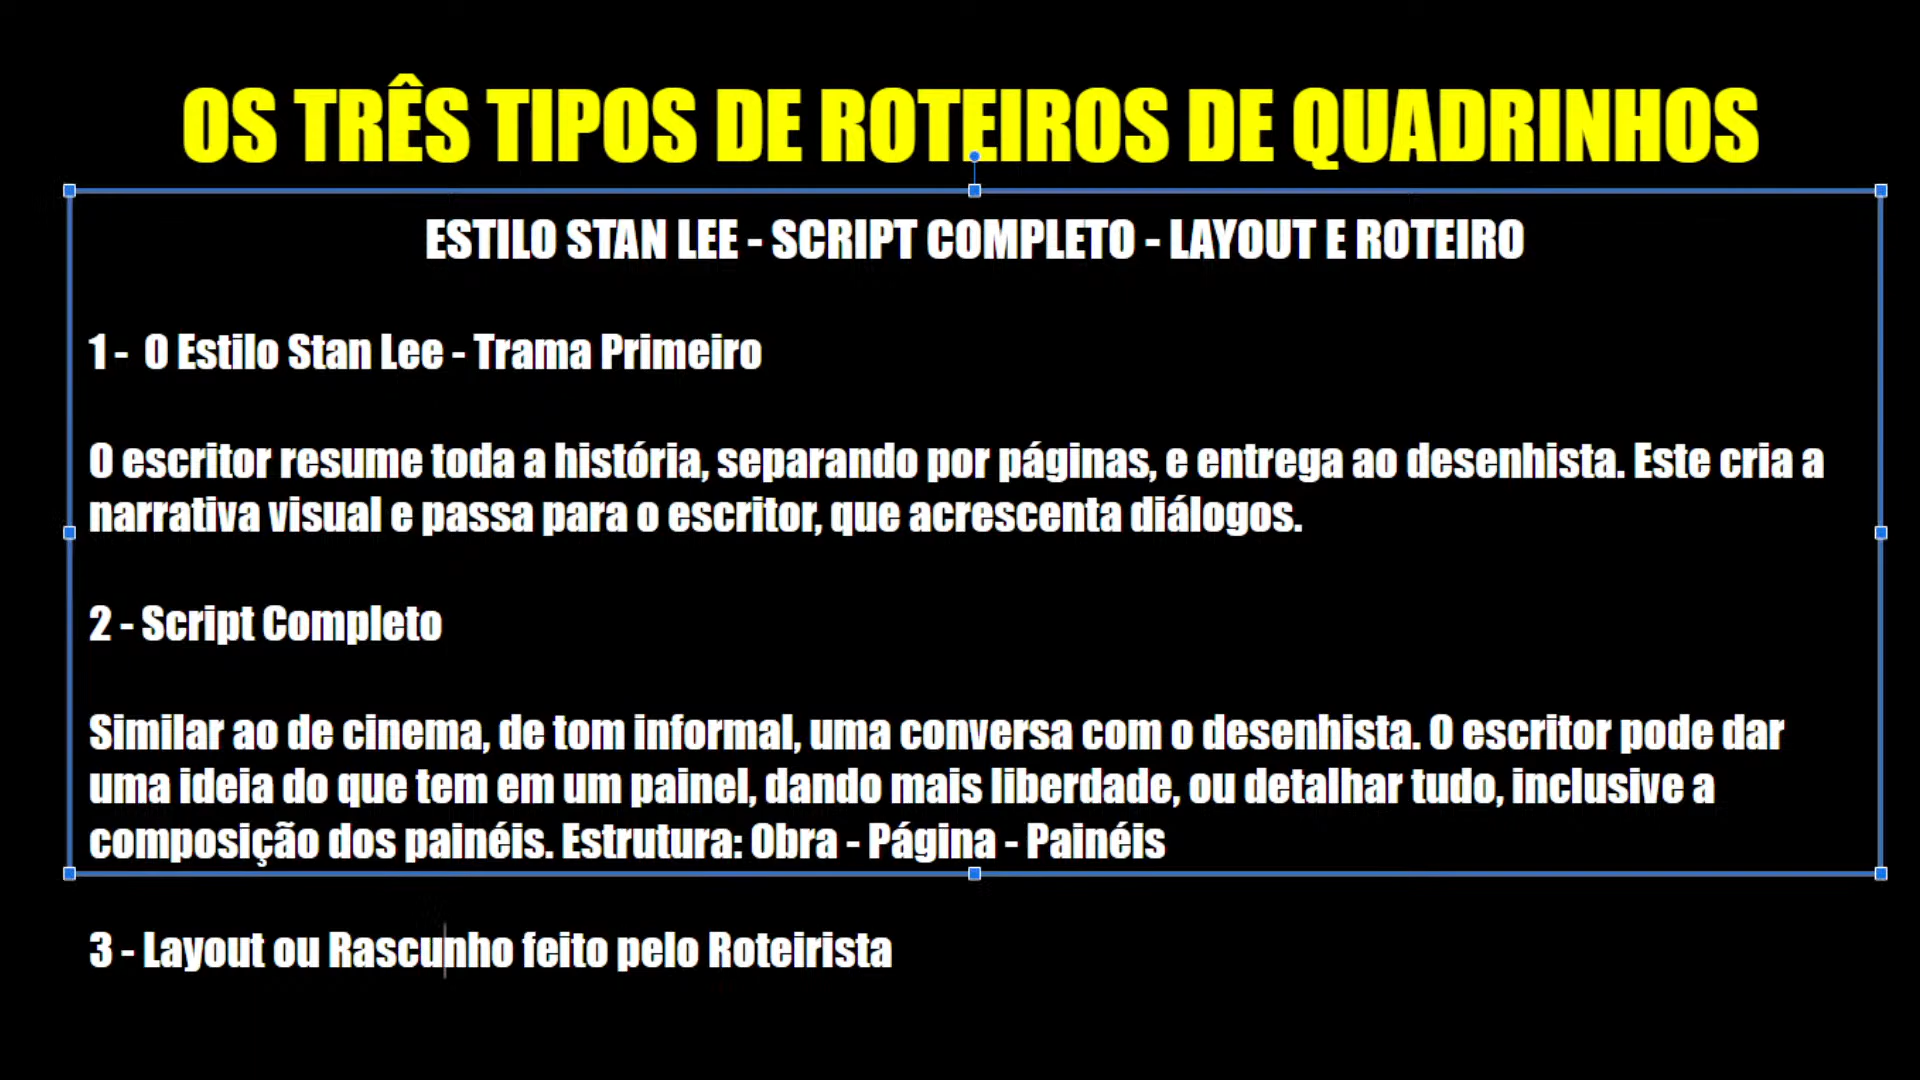 OS TRÊS TIPOS DE ROTEIROS DE QUADRINHOS
ESTILO STAN LEE - SCRIPT COMPLETO - LAYOUT E ROTEIRO
1 - O Estilo Stan Lee - Trama Primeiro
O escritor resume toda a história, separando por páginas, e entrega ao desenhista. Este cria a
narrativa visual e passa para o escritor, que acrescenta diálogos.
2 - Script Completo
Similar ao de cinema, de tom informal, uma conversa com o desenhista. O escritor pode dar
uma ideia do que tem em um painel, dando mais liberdade, ou detalhar tudo, inclusive a
composição dos painéis. Estrutura: Obra - Página - Painéis
3 - Layout ou Rascunho feito pelo Roteirista